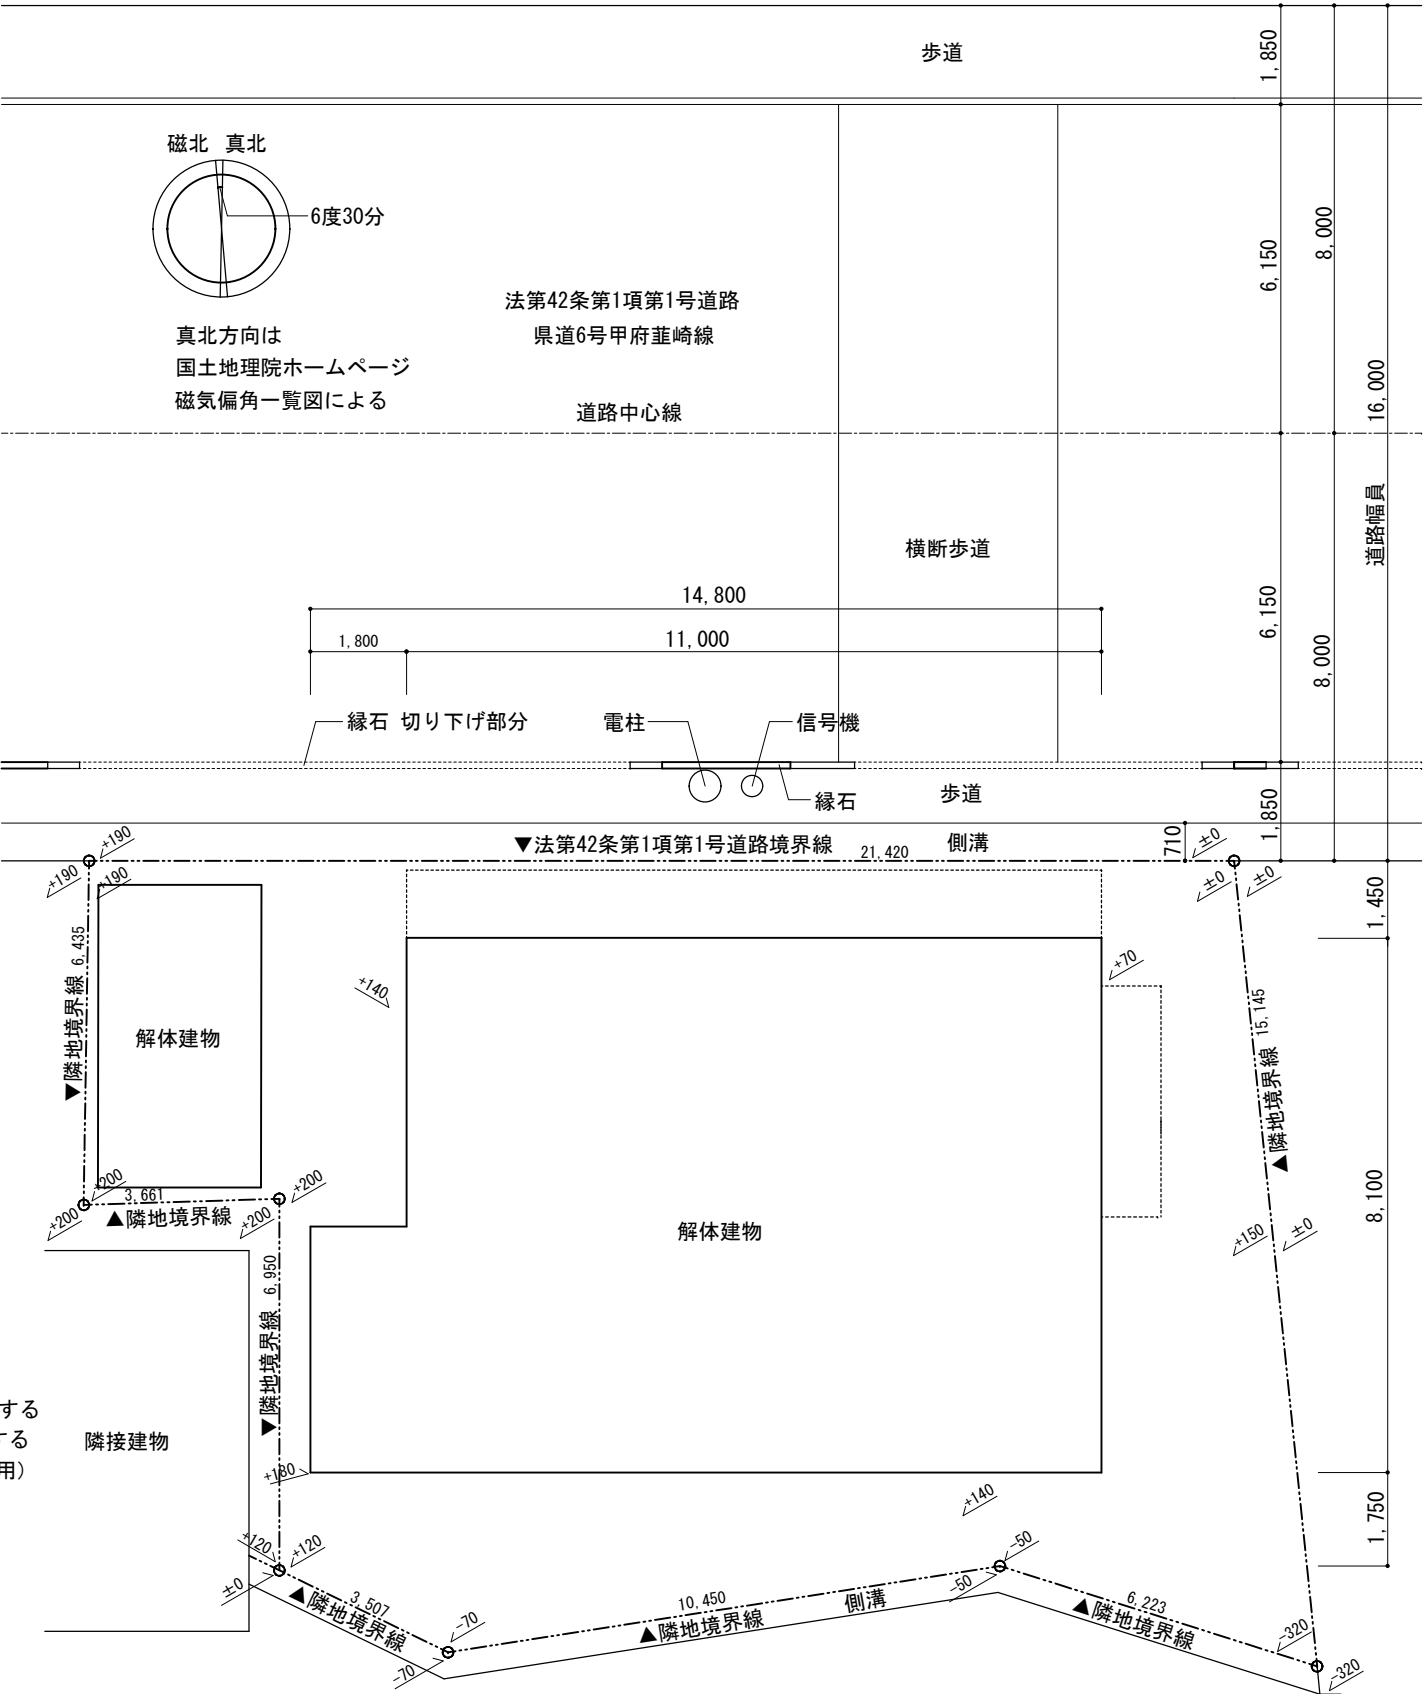 歩道
1,850
磁北 真北
6度30分
8,000
6,150
法第42条第1項第1号道路
県道6号甲府韮崎線
真北方向は
国土地理院ホームページ
磁気偏角一覧図による
道路中心線
16,000
道路幅員
横断歩道
14,800
6,150
1,800
11,000
8,000
縁石 切り下げ部分
電柱
信号機
縁石
歩道
1,850
▼法第42条第1項第1号道路境界線
21,420
側溝
710
±0
±0
±0
+190
+190
+190
1,450
▼隣地境界線 6,435
解体建物
+140
+70
▲隣地境界線 15,145
+200
+200
3,661
▲隣地境界線
+200
+200
解体建物
8,100
+150
±0
▼隣地境界線 6,950
する
する
用)
隣接建物
+180
+140
1,750
+120
+120
±0
3,507
▲隣地境界線
-70
-70
10,450
▲隣地境界線
側溝
-50
-50
6,223
▲隣地境界線
-320
-320